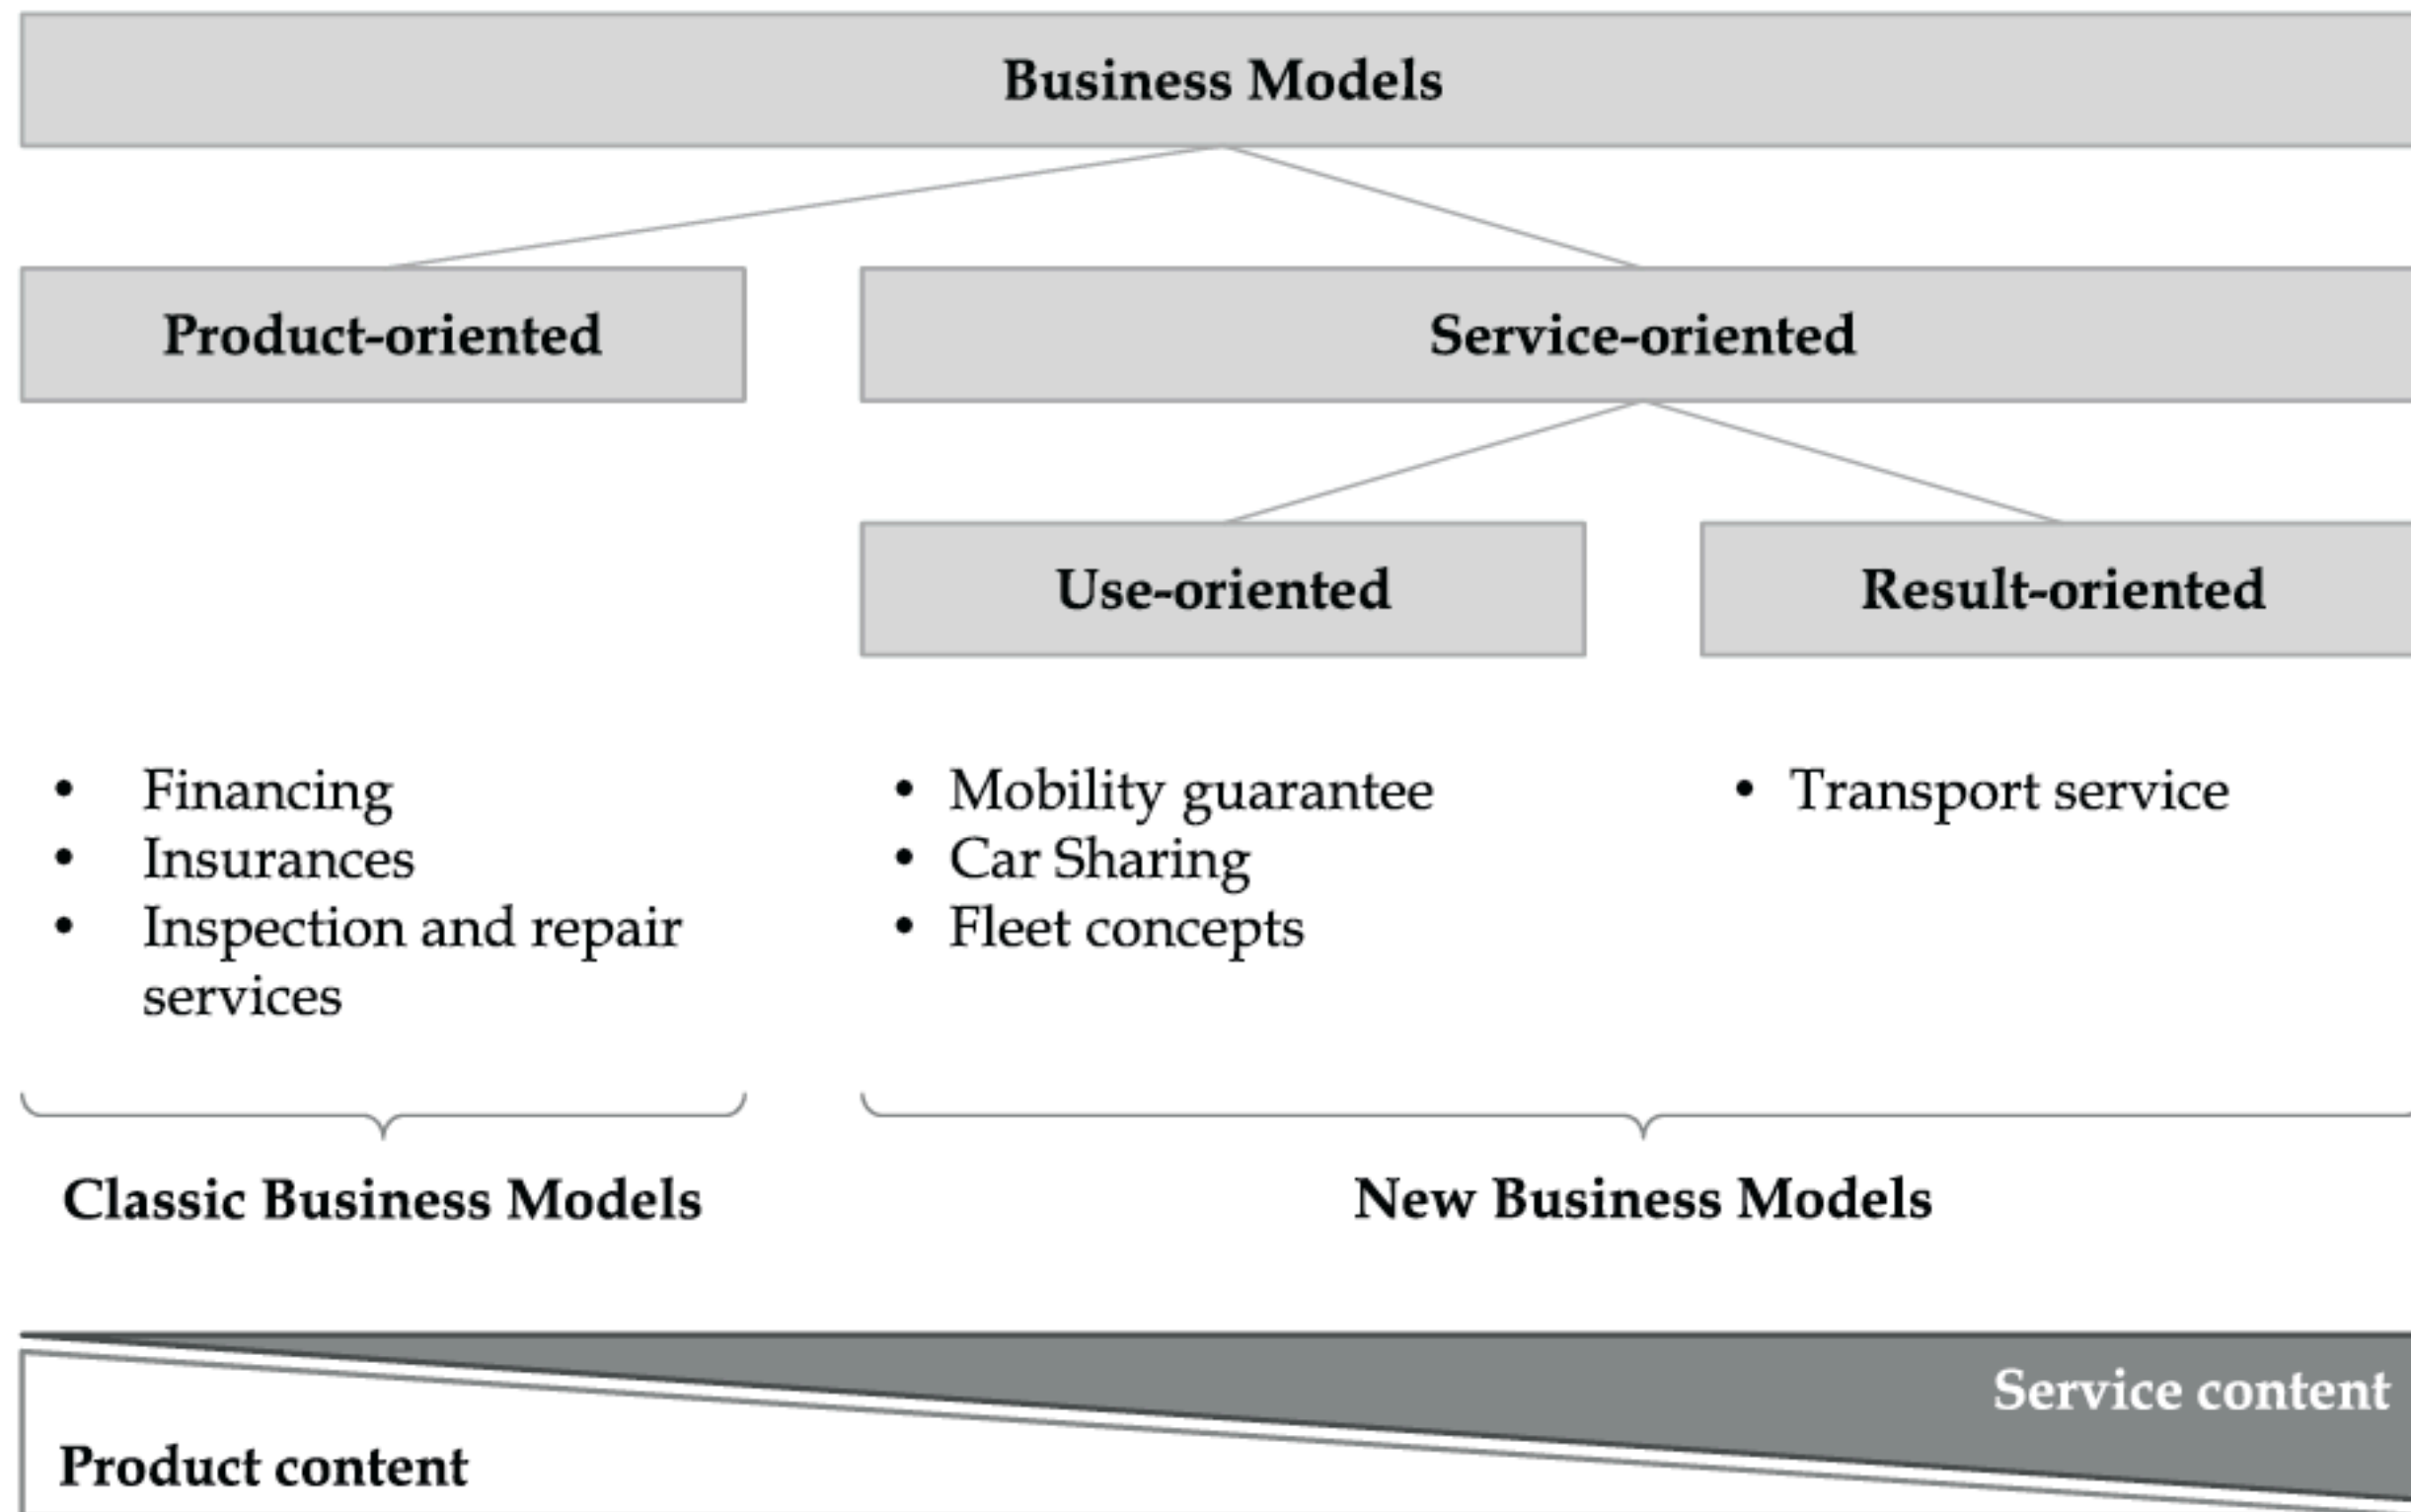 Business Models
Product-oriented
Service-oriented
Use-oriented
Result-oriented
• Financing
• Insurances
• Inspection and repair
services
• Mobility guarantee
• Car Sharing
• Fleet concepts
• Transport service
Classic Business Models
New Business Models
Service content
Product content